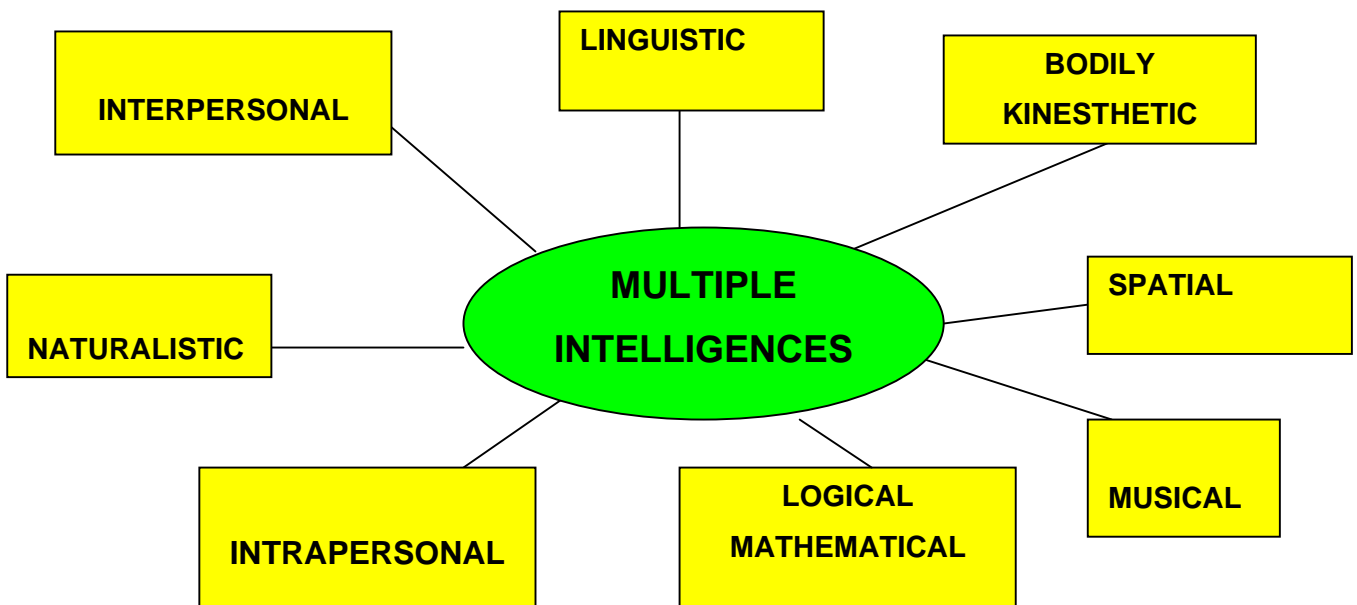 LINGUISTIC
BODILY
KINESTHETIC
INTERPERSONAL
MULTIPLE
INTELLIGENCES
SPATIAL
NATURALISTIC
MUSICAL
LOGICAL
MATHEMATICAL
INTRAPERSONAL